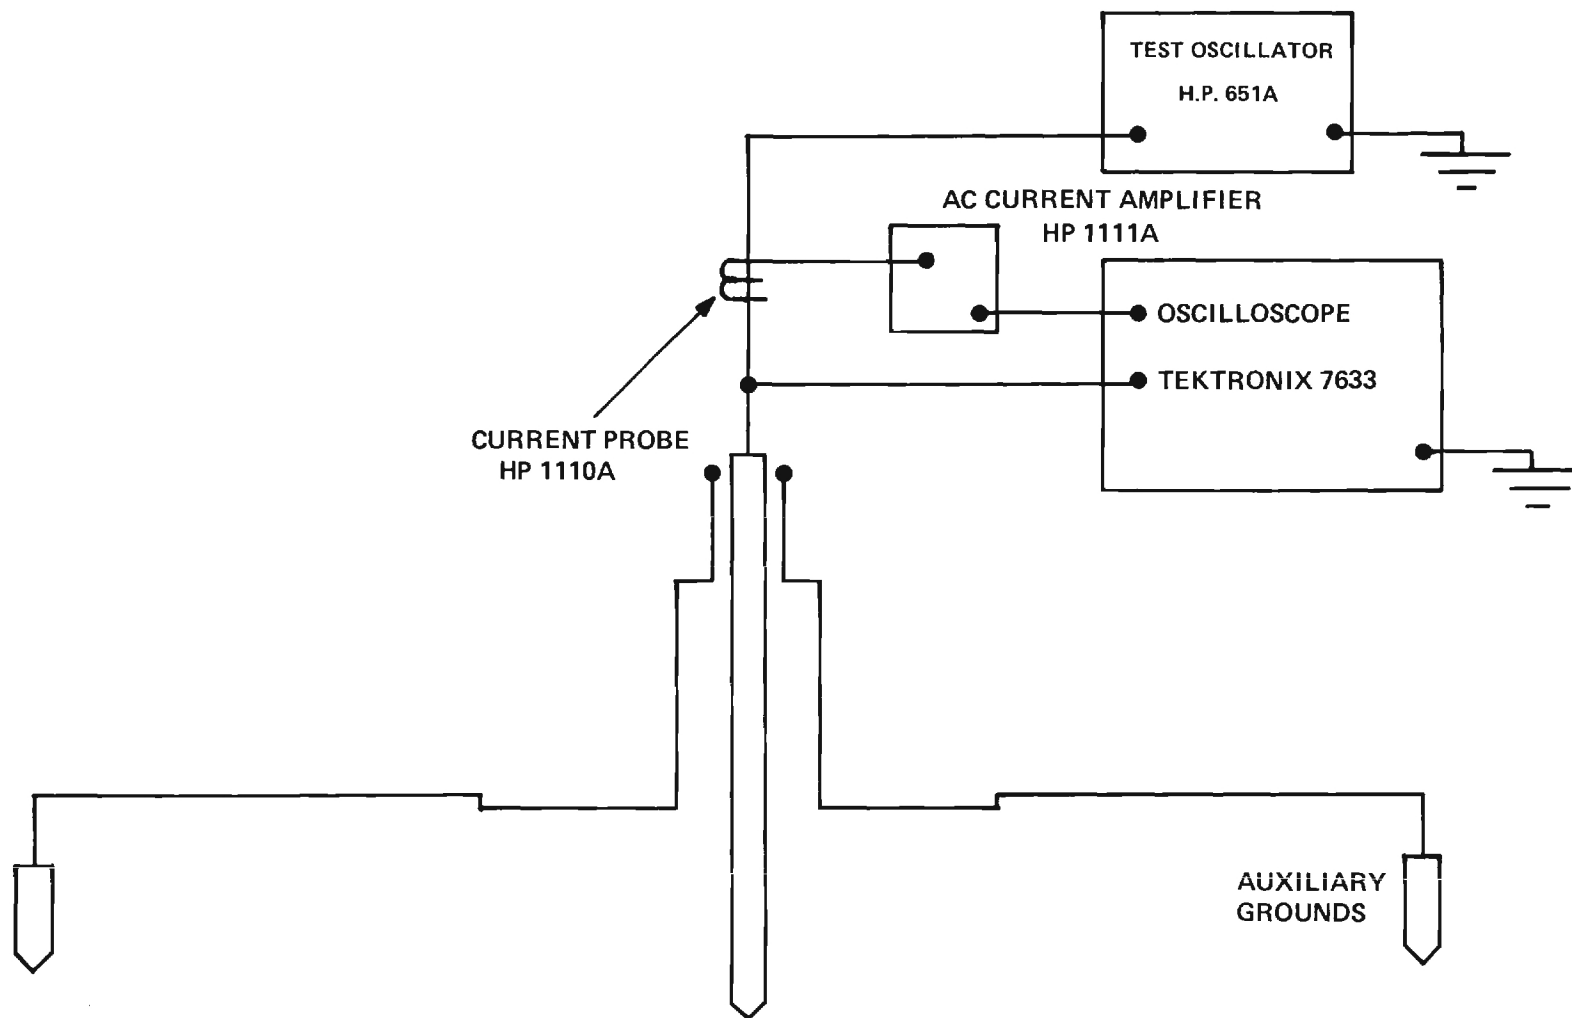 TEST OSCILLATOR
H.P. 651A
AC CURRENT AMPLIFIER
HP 1111A
OSCILLOSCOPE
TEKTRONIX 7633
CURRENT PROBE
HP 1110A
AUXILIARY
GROUNDS